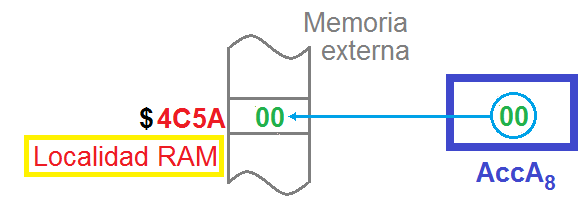 Memoria
externa
$ 4C5A 00 00
Localidad RAM
AccA8